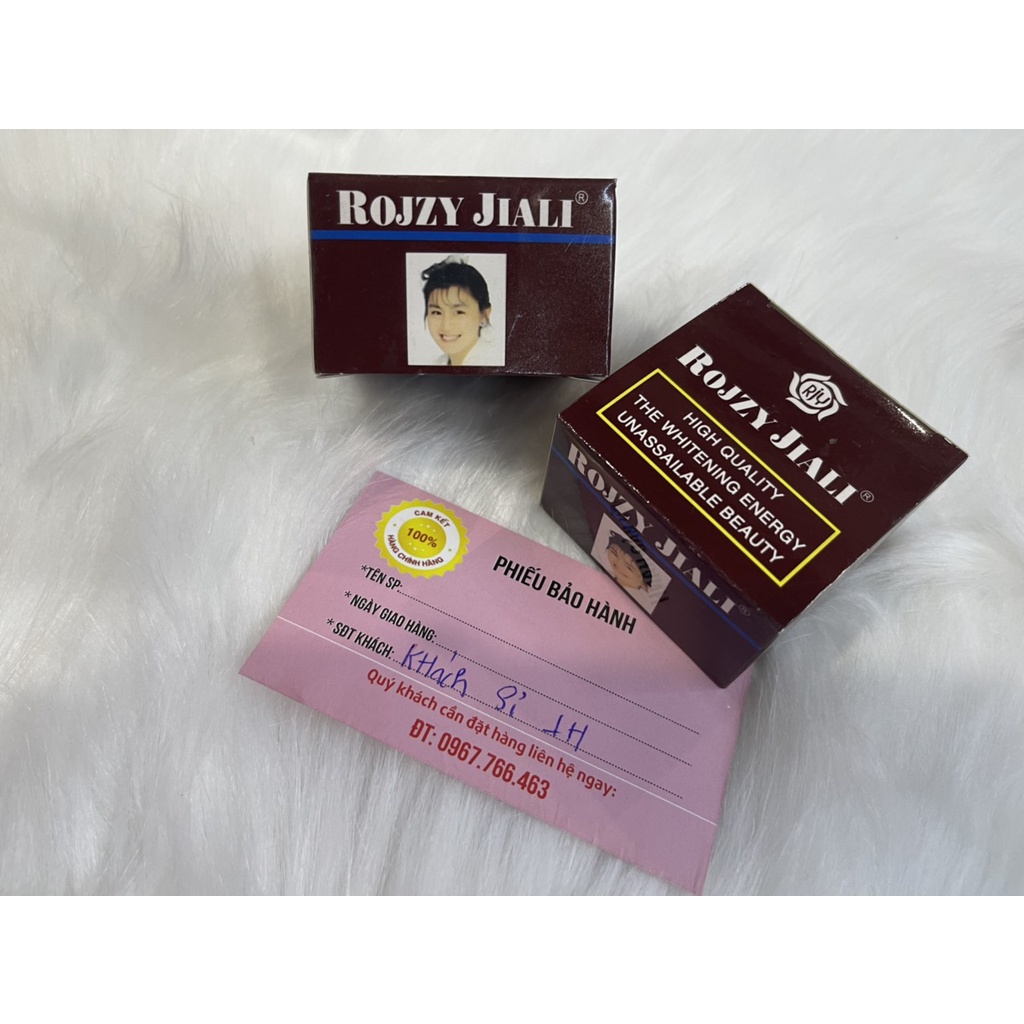 ROJZY JIALI®
RJY
ROJZY JIALI®
HIGH QUALITY
THE WHITENING ENERGY
UNASSAILABLE BEAUTY
ROJZY JIALI®
CAM KẾT
100%
HÀNG CHÍNH HÃNG
PHIẾU BẢO HÀNH
*TÊN SP:
*NGÀY GIAO HÀNG:
*SĐT KHÁCH: Khách sỉ 1H
Quý khách cần đặt hàng liên hệ ngay:
ĐT: 0967.766.463